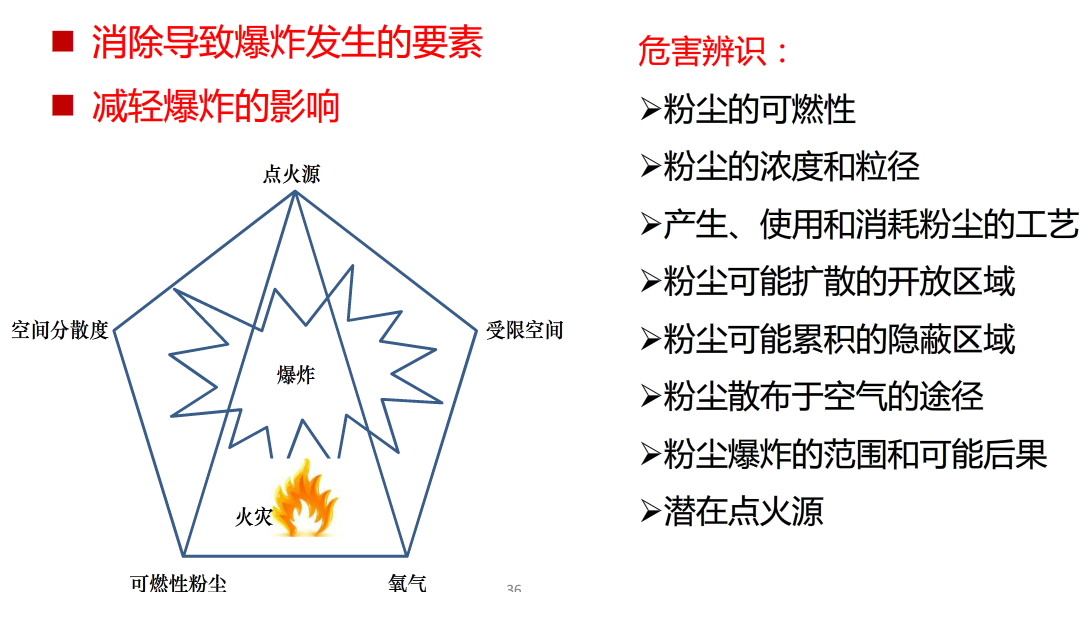 ■ 消除导致爆炸发生的要素
■ 减轻爆炸的影响
点火源
空间分散度
受限空间
爆炸
火灾
可燃性粉尘
氧气
36
危害辨识：
➢粉尘的可燃性
➢粉尘的浓度和粒径
➢产生、使用和消耗粉尘的工艺
➢粉尘可能扩散的开放区域
➢粉尘可能累积的隐蔽区域
➢粉尘散布于空气的途径
➢粉尘爆炸的范围和可能后果
➢潜在点火源